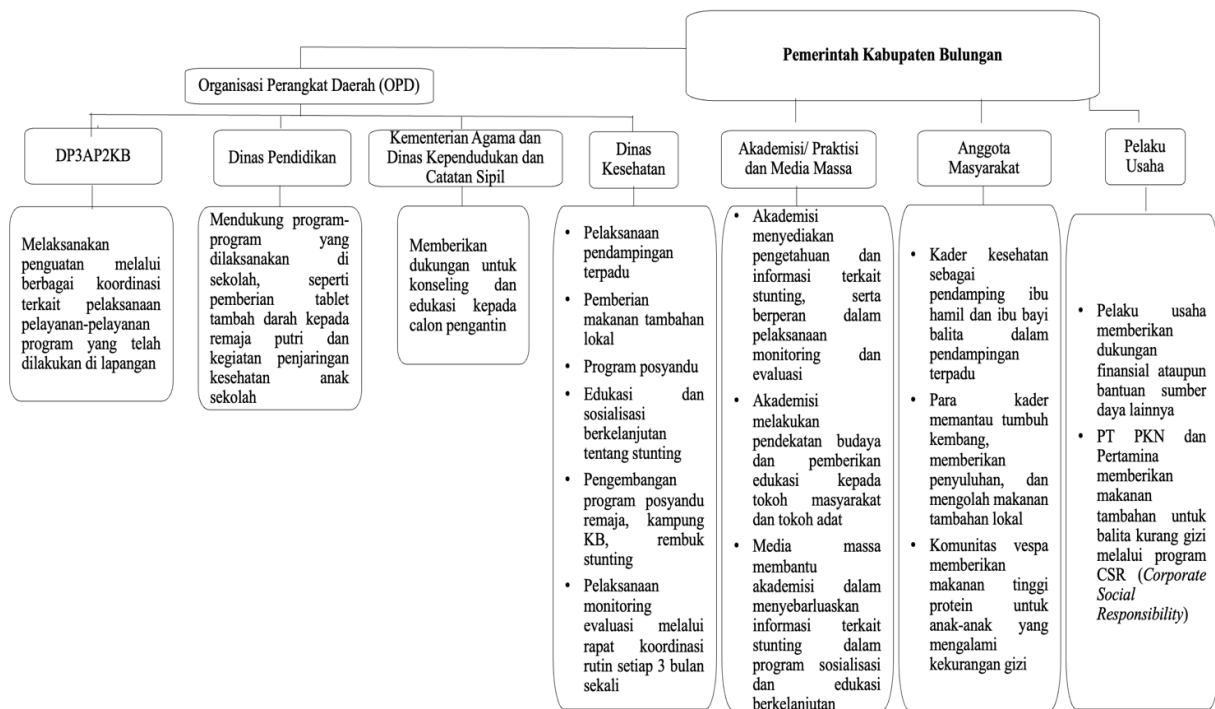 Pemerintah Kabupaten Bulungan
Organisasi Perangkat Daerah (OPD)
DP3AP2KB
Melaksanakan
penguatan melalui
berbagai koordinasi
terkait pelaksanaan
pelayanan-pelayanan
program yang telah
dilakukan di lapangan
Dinas Pendidikan
Mendukung program-
program yang
dilaksanakan di
sekolah, seperti
pemberian tablet
tambah darah kepada
remaja putri dan
kegiatan penjaringan
kesehatan anak
sekolah
Kementerian Agama dan
Dinas Kependudukan dan
Catatan Sipil
Memberikan
dukungan untuk
konseling dan
edukasi kepada
calon pengantin
Dinas
Kesehatan
• Pelaksanaan
pendampingan
terpadu
• Pemberian
makanan tambahan
lokal
• Program posyandu
• Edukasi dan
sosialisasi
berkelanjutan
tentang stunting
• Pengembangan
program posyandu
remaja, kampung
KB, rembuk
stunting
• Pelaksanaan
monitoring
evaluasi melalui
rapat koordinasi
rutin setiap 3 bulan
sekali
Akademisi/ Praktisi
dan Media Massa
• Akademisi
menyediakan
pengetahuan dan
informasi terkait
stunting, serta
berperan dalam
pelaksanaan
monitoring dan
evaluasi
• Akademisi
melakukan
pendekatan budaya
dan pemberikan
edukasi kepada
tokoh masyarakat
dan tokoh adat
• Media massa
membantu
akademisi dalam
menyebarluaskan
informasi terkait
stunting dalam
program sosialisasi
dan edukasi
berkelanjutan
Anggota
Masyarakat
• Kader kesehatan
sebagai
pendamping ibu
hamil dan ibu bayi
balita dalam
pendampingan
terpadu
• Para kader
memantau tumbuh
kembang,
memberikan
penyuluhan, dan
mengolah makanan
tambahan lokal
• Komunitas vespa
memberikan
makanan tinggi
protein untuk
anak-anak yang
mengalami
kekurangan gizi
Pelaku
Usaha
• Pelaku usaha
memberikan
dukungan
finansial ataupun
bantuan sumber
daya lainnya
• PT PKN dan
Pertamina
memberikan
makanan
tambahan untuk
balita kurang gizi
melalui program
CSR (Corporate
Social
Responsibility)